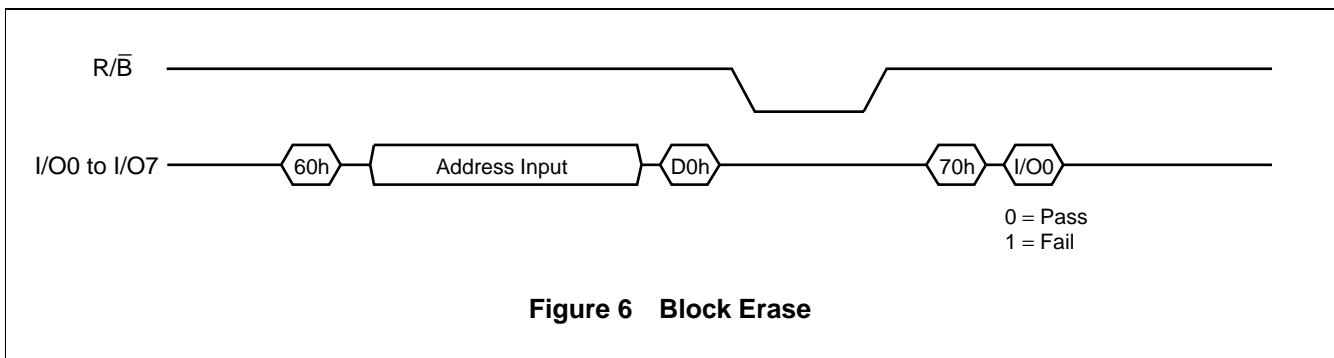 R/B̅
I/O0 to I/O7 60h Address Input D0h 70h I/O0
0 = Pass
1 = Fail
Figure 6 Block Erase